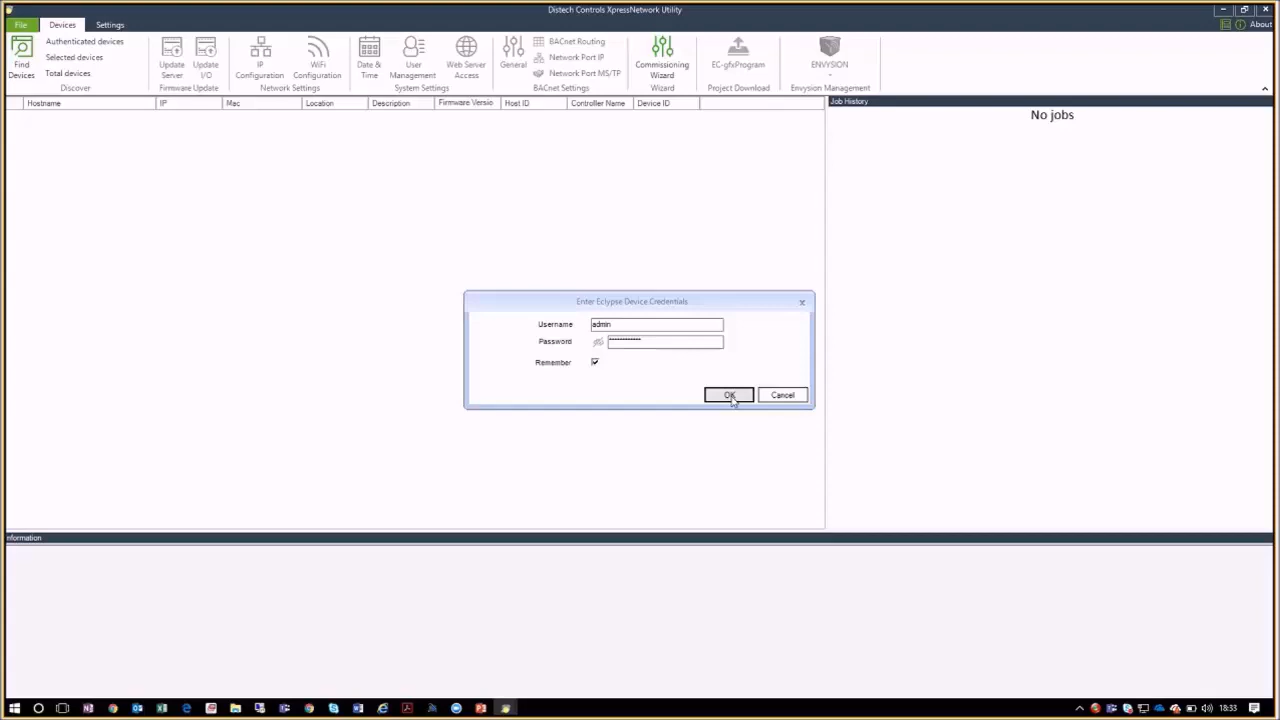 Distech Controls XpressNetwork Utility
File
Devices
Settings
About
Find
Devices
Authenticated devices
Selected devices
Total devices
Discover
Update
Server
Update
I/O
Firmware Update
IP
Configuration
WiFi
Configuration
Network Settings
Date &
Time
User
Management
Web Server
Access
System Settings
General
BACnet Routing
Network Port IP
Network Port MS/TP
BACnet Settings
Commissioning
Wizard
Wizard
EC-gfxProgram
Project Download
ENVYSION
Envysion Management
Hostname
IP
Mac
Location
Description
Firmware Versio
Host ID
Controller Name
Device ID
Job History
No jobs
Enter Eclypse Device Credentials
Username
admin
Password
************
Remember
OK
Cancel
nformation
18:33